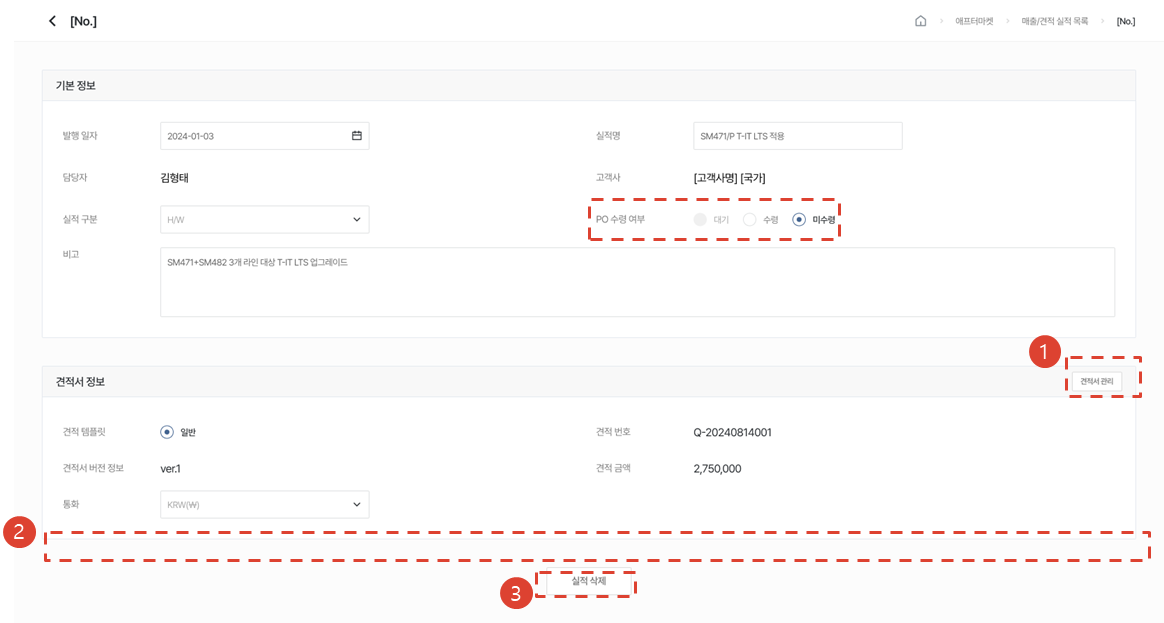 [No.]
애프터마켓 매출/견적 실적 목록 [No.]
기본 정보
발행 일자 2024-01-03 실적명 SM471/P T-IT LTS 적용
담당자 김형태 고객사 [고객사명] [국가]
실적 구분 H/W PO 수령 여부 대기 수령 미수령
비고 SM471+SM482 3개 라인 대상 T-IT LTS 업그레이드
1
견적서 정보 견적서 관리
견적 템플릿 일반 견적 번호 Q-20240814001
견적서 버전 정보 ver.1 견적 금액 2,750,000
통화 KRW(₩)
2
3 실적 삭제